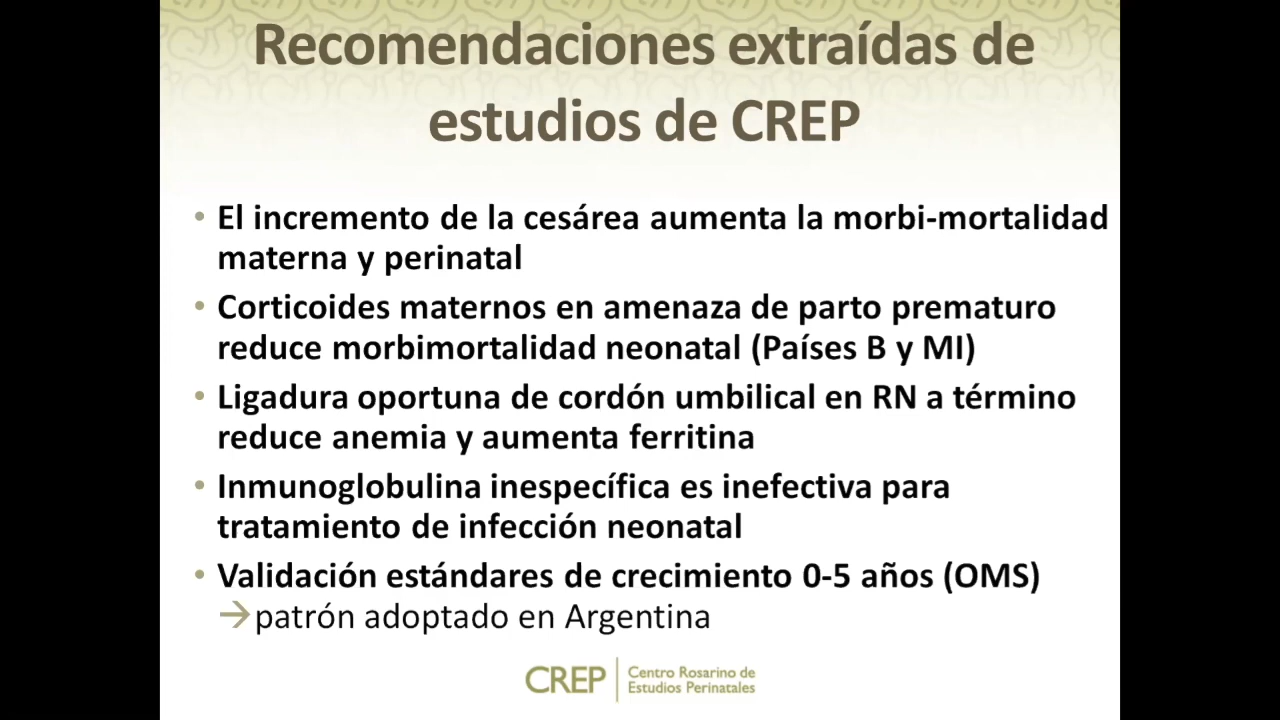 Recomendaciones extraídas de
estudios de CREP
• El incremento de la cesárea aumenta la morbi-mortalidad
materna y perinatal
• Corticoides maternos en amenaza de parto prematuro
reduce morbimortalidad neonatal (Países B y MI)
• Ligadura oportuna de cordón umbilical en RN a término
reduce anemia y aumenta ferritina
• Inmunoglobulina inespecífica es inefectiva para
tratamiento de infección neonatal
• Validación estándares de crecimiento 0-5 años (OMS)
→patrón adoptado en Argentina
CREP | Centro Rosarino de
Estudios Perinatales